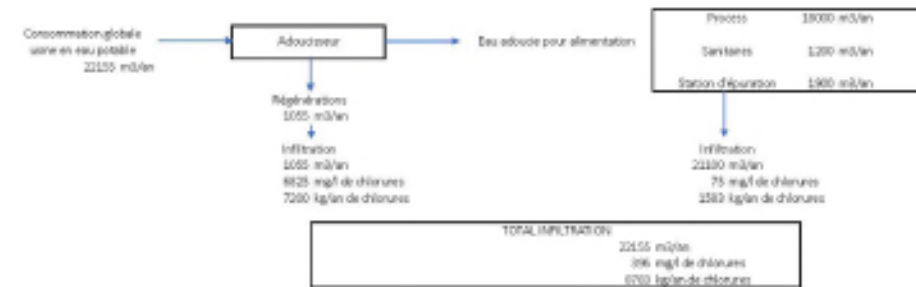 Consommation globale
usine en eau potable
22155 m3/an
Adoucisseur
Eau adoucie pour alimentation
Process 18000 m3/an
Sanitaires 1200 m3/an
Station d'épuration 1900 m3/an
Régénérations
1055 m3/an
Infiltration
1055 m3/an
6825 mg/l de chlorures
7200 kg/an de chlorures
Infiltration
21100 m3/an
75 mg/l de chlorures
1583 kg/an de chlorures
TOTAL INFILTRATION
22155 m3/an
396 mg/l de chlorures
8783 kg/an de chlorures